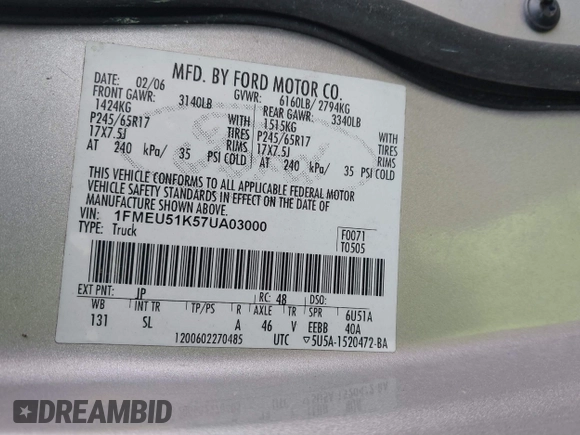 MFD. BY FORD MOTOR CO.
DATE: 02/06 GVWR: 6160LB/ 2794KG
FRONT GAWR: 3140LB REAR GAWR: 3340LB
1424KG WITH 1515KG WITH
P245/65R17 TIRES P245/65R17 TIRES
17X7.5J RIMS 17X7.5J RIMS
AT 240 kPa/ 35 PSI COLD AT 240 kPa/ 35 PSI COLD
THIS VEHICLE CONFORMS TO ALL APPLICABLE FEDERAL MOTOR
VEHICLE SAFETY STANDARDS IN EFFECT ON THE DATE OF
MANUFACTURE SHOWN ABOVE.
VIN: 1FMEU51K57UA03000
TYPE: Truck
F0071
T0505
EXT PNT: JP RC: 48 DSO:
WB INT TR TP/PS R AXLE TR SPR 6U51A
131 SL A 46 V EEBB 40A
1200602270485 UTC ▽5U5A-1520472-BA
DREAMBID